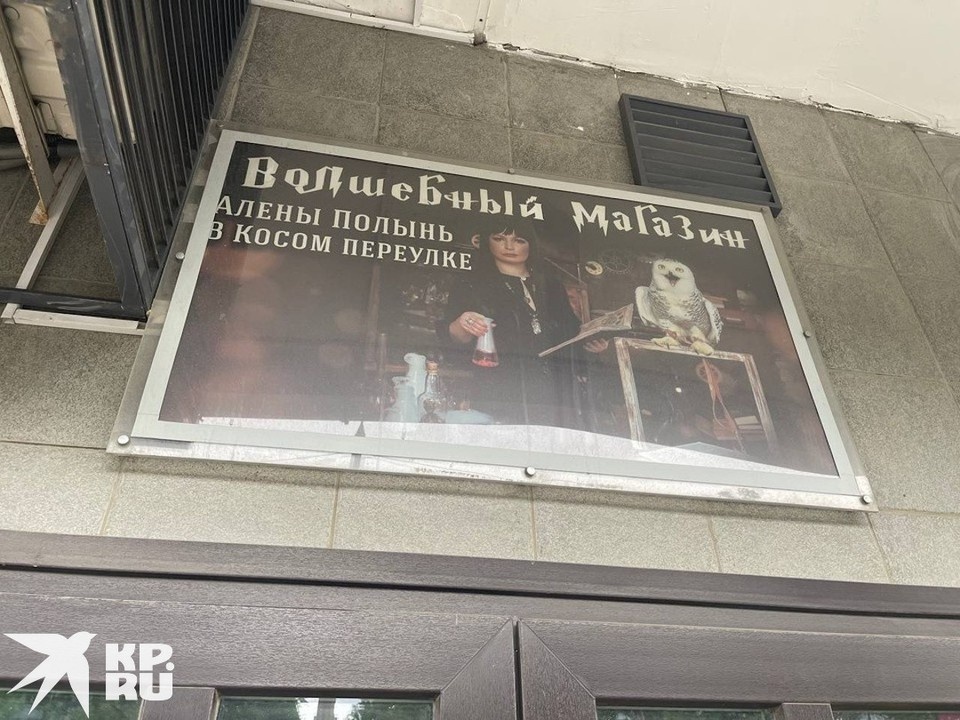 Волшебный магазин
Алены Полынь
в Косом переулке
KP.
RU